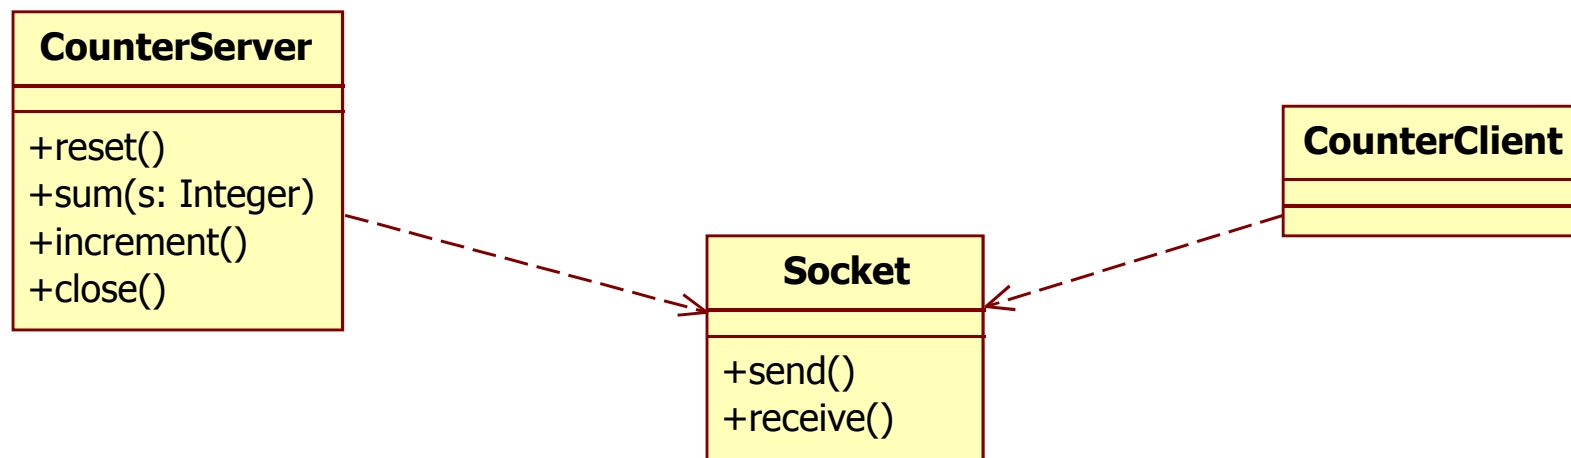 CounterServer
+reset()
+sum(s: Integer)
+increment()
+close()
CounterClient
Socket
+send()
+receive()